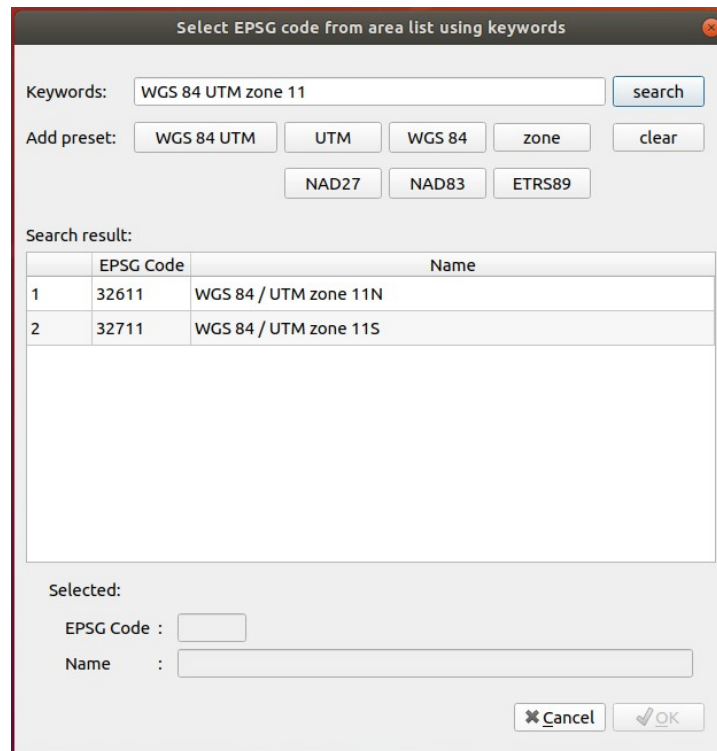 Select EPSG code from area list using keywords
Keywords: WGS 84 UTM zone 11 search
Add preset: WGS 84 UTM UTM WGS 84 zone clear
NAD27 NAD83 ETRS89
Search result:
EPSG Code Name
1 32611 WGS 84 / UTM zone 11N
2 32711 WGS 84 / UTM zone 11S
Selected:
EPSG Code :
Name :
Cancel OK